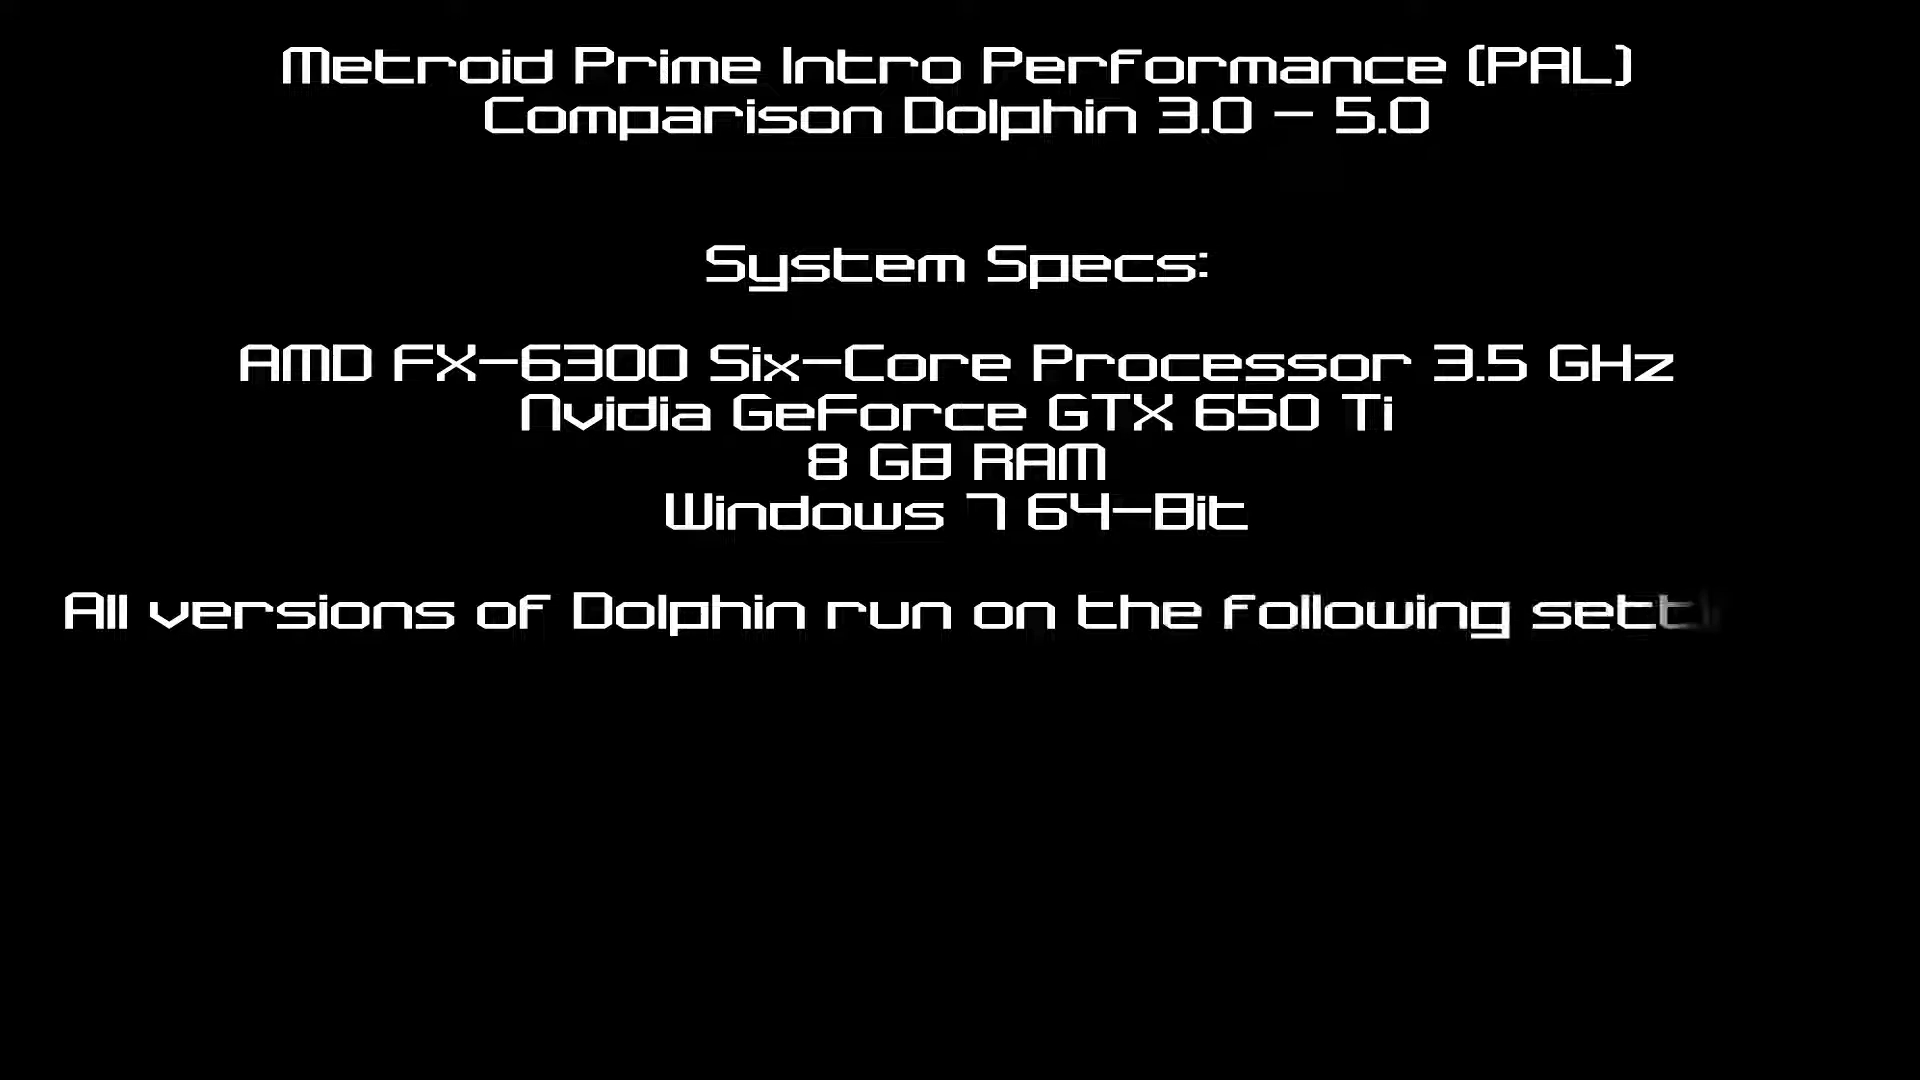 Metroid Prime Intro Performance (PAL)
Comparison Dolphin 3.0 - 5.0
System Specs:
AMD FX-6300 Six-Core Processor 3.5 GHz
Nvidia GeForce GTX 650 Ti
8 GB RAM
Windows 7 64-Bit
All versions of Dolphin run on the following